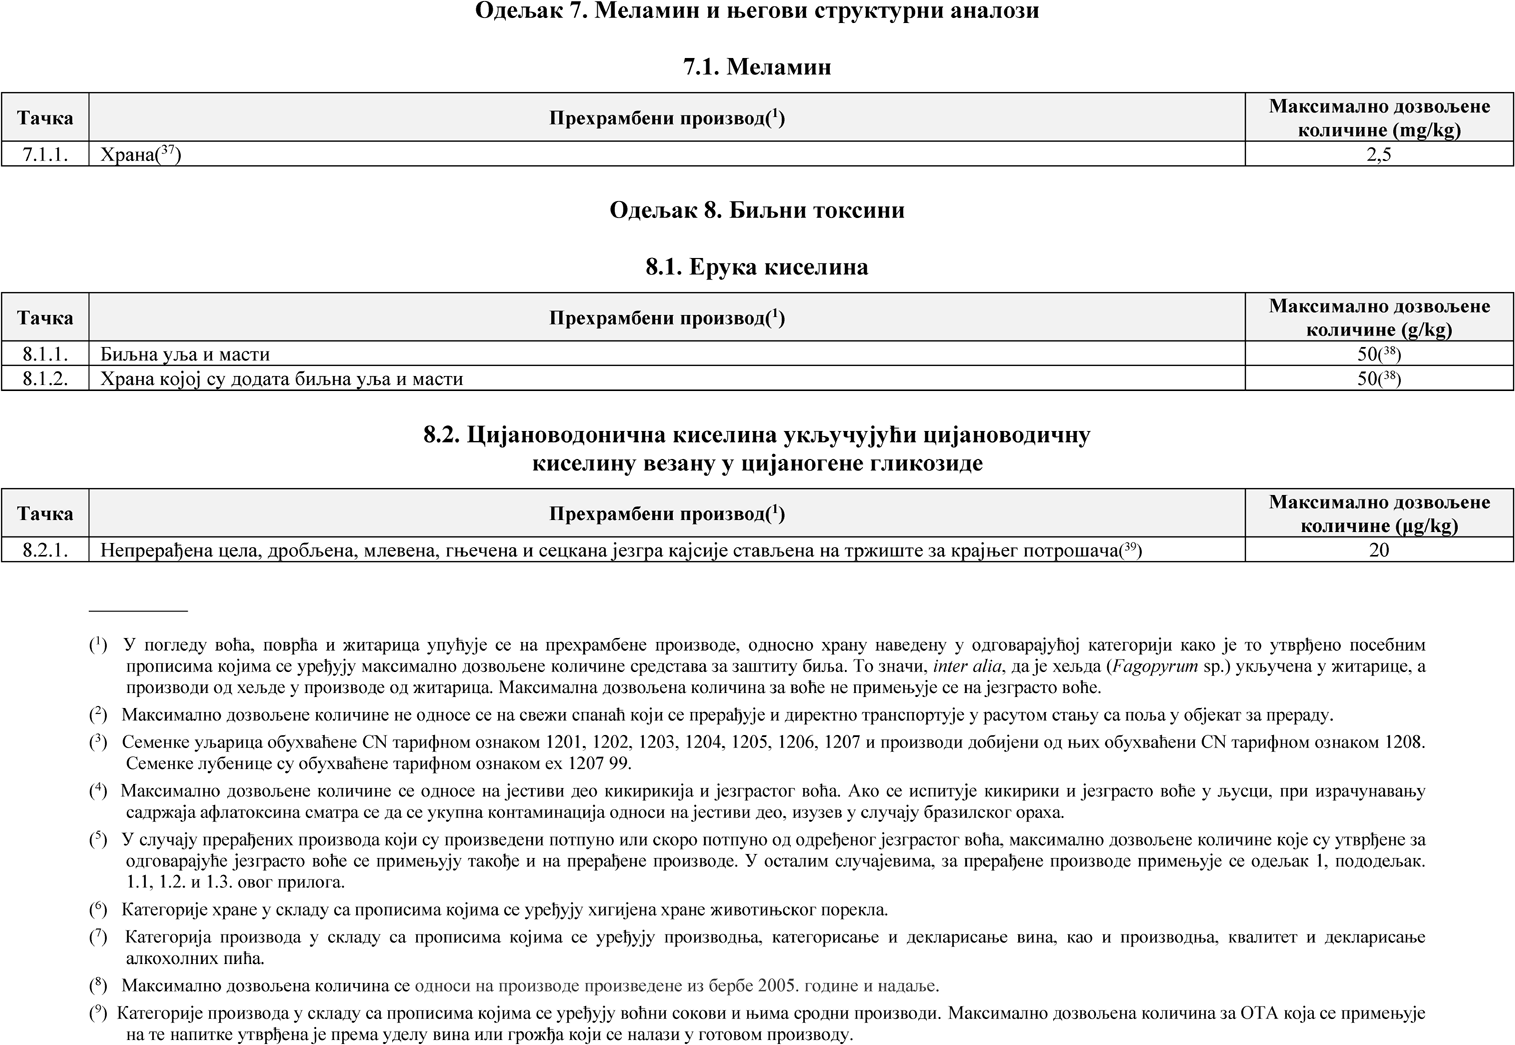 Одељак 7. Меламин и његови структурни аналози
7.1. Меламин
Тачка Прехрамбени производ(¹) Максимално дозвољене количине (mg/kg)
7.1.1. Храна(³⁷) 2,5
Одељак 8. Биљни токсини
8.1. Ерука киселина
Тачка Прехрамбени производ(¹) Максимално дозвољене количине (g/kg)
8.1.1. Биљна уља и масти 50(³⁸)
8.1.2. Храна којој су додата биљна уља и масти 50(³⁸)
8.2. Цијановодонична киселина укључујући цијановодичну
киселину везану у цијаногене гликозиде
Тачка Прехрамбени производ(¹) Максимално дозвољене количине (µg/kg)
8.2.1. Непрерађена цела, дробљена, млевена, гњечена и сецкана језгра кајсије стављена на тржиште за крајњег потрошача(³⁹) 20
(¹) У погледу воћа, поврћа и житарица упућује се на прехрамбене производе, односно храну наведену у одговарајућој категорији како је то утврђено посебним
прописима којима се уређују максимално дозвољене количине средстава за заштиту биља. То значи, inter alia, да је хељда (Fagopyrum sp.) укључена у житарице, а
производи од хељде у производе од житарица. Максимална дозвољена количина за воће не примењује се на језграсто воће.
(²) Максимално дозвољене количине не односе се на свежи спанаћ који се прерађује и директно транспортује у расутом стању са поља у објекат за прераду.
(³) Семенке уљарица обухваћене CN тарифном ознаком 1201, 1202, 1203, 1204, 1205, 1206, 1207 и производи добијени од њих обухваћени CN тарифном ознаком 1208.
Семенке лубенице су обухваћене тарифном ознаком ex 1207 99.
(⁴) Максимално дозвољене количине се односе на јестиви део кикирикија и језграстог воћа. Ако се испитује кикирики и језграсто воће у љусци, при израчунавању
садржаја афлатоксина сматра се да се укупна контаминација односи на јестиви део, изузев у случају бразилског ораха.
(⁵) У случају прерађених производа који су произведени потпуно или скоро потпуно од одређеног језграстог воћа, максимално дозвољене количине које су утврђене за
одговарајуће језграсто воће се примењују такође и на прерађене производе. У осталим случајевима, за прерађене производе примењује се одељак 1, пододељак.
1.1, 1.2. и 1.3. овог прилога.
(⁶) Категорије хране у складу са прописима којима се уређују хигијена хране животињског порекла.
(⁷) Категорија производа у складу са прописима којима се уређују производња, категорисање и декларисање вина, као и производња, квалитет и декларисање
алкохолних пића.
(⁸) Максимално дозвољена количина се односи на производе произведене из бербе 2005. године и надаље.
(⁹) Категорије производа у складу са прописима којима се уређују воћни сокови и њима сродни производи. Максимално дозвољена количина за ОТА која се примењује
на те напитке утврђена је према уделу вина или грожђа који се налази у готовом производу.